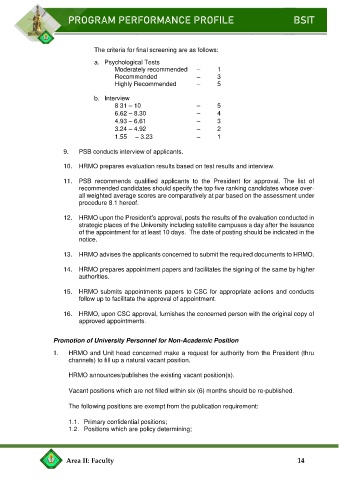 PROGRAM PERFORMANCE PROFILE BSIT
The criteria for final screening are as follows:
a. Psychological Tests
Moderately recommended – 1
Recommended – 3
Highly Recommended – 5
b. Interview
8.31 – 10 – 5
6.62 – 8.30 – 4
4.93 – 6.61 – 3
3.24 – 4.92 – 2
1.55 – 3.23 – 1
9. PSB conducts interview of applicants.
10. HRMO prepares evaluation results based on test results and interview.
11. PSB recommends qualified applicants to the President for approval. The list of
recommended candidates should specify the top five ranking candidates whose over-
all weighted average scores are comparatively at par based on the assessment under
procedure 8.1 hereof.
12. HRMO upon the President's approval, posts the results of the evaluation conducted in
strategic places of the University including satellite campuses a day after the issuance
of the appointment for at least 10 days. The date of posting should be indicated in the
notice.
13. HRMO advises the applicants concerned to submit the required documents to HRMO.
14. HRMO prepares appointment papers and facilitates the signing of the same by higher
authorities.
15. HRMO submits appointments papers to CSC for appropriate actions and conducts
follow up to facilitate the approval of appointment.
16. HRMO, upon CSC approval, furnishes the concerned person with the original copy of
approved appointments.
Promotion of University Personnel for Non-Academic Position
1. HRMO and Unit head concerned make a request for authority from the President (thru
channels) to fill up a natural vacant position.
HRMO announces/publishes the existing vacant position(s).
Vacant positions which are not filled within six (6) months should be re-published.
The following positions are exempt from the publication requirement:
1.1. Primary confidential positions;
1.2. Positions which are policy determining;
Area II: Faculty 14